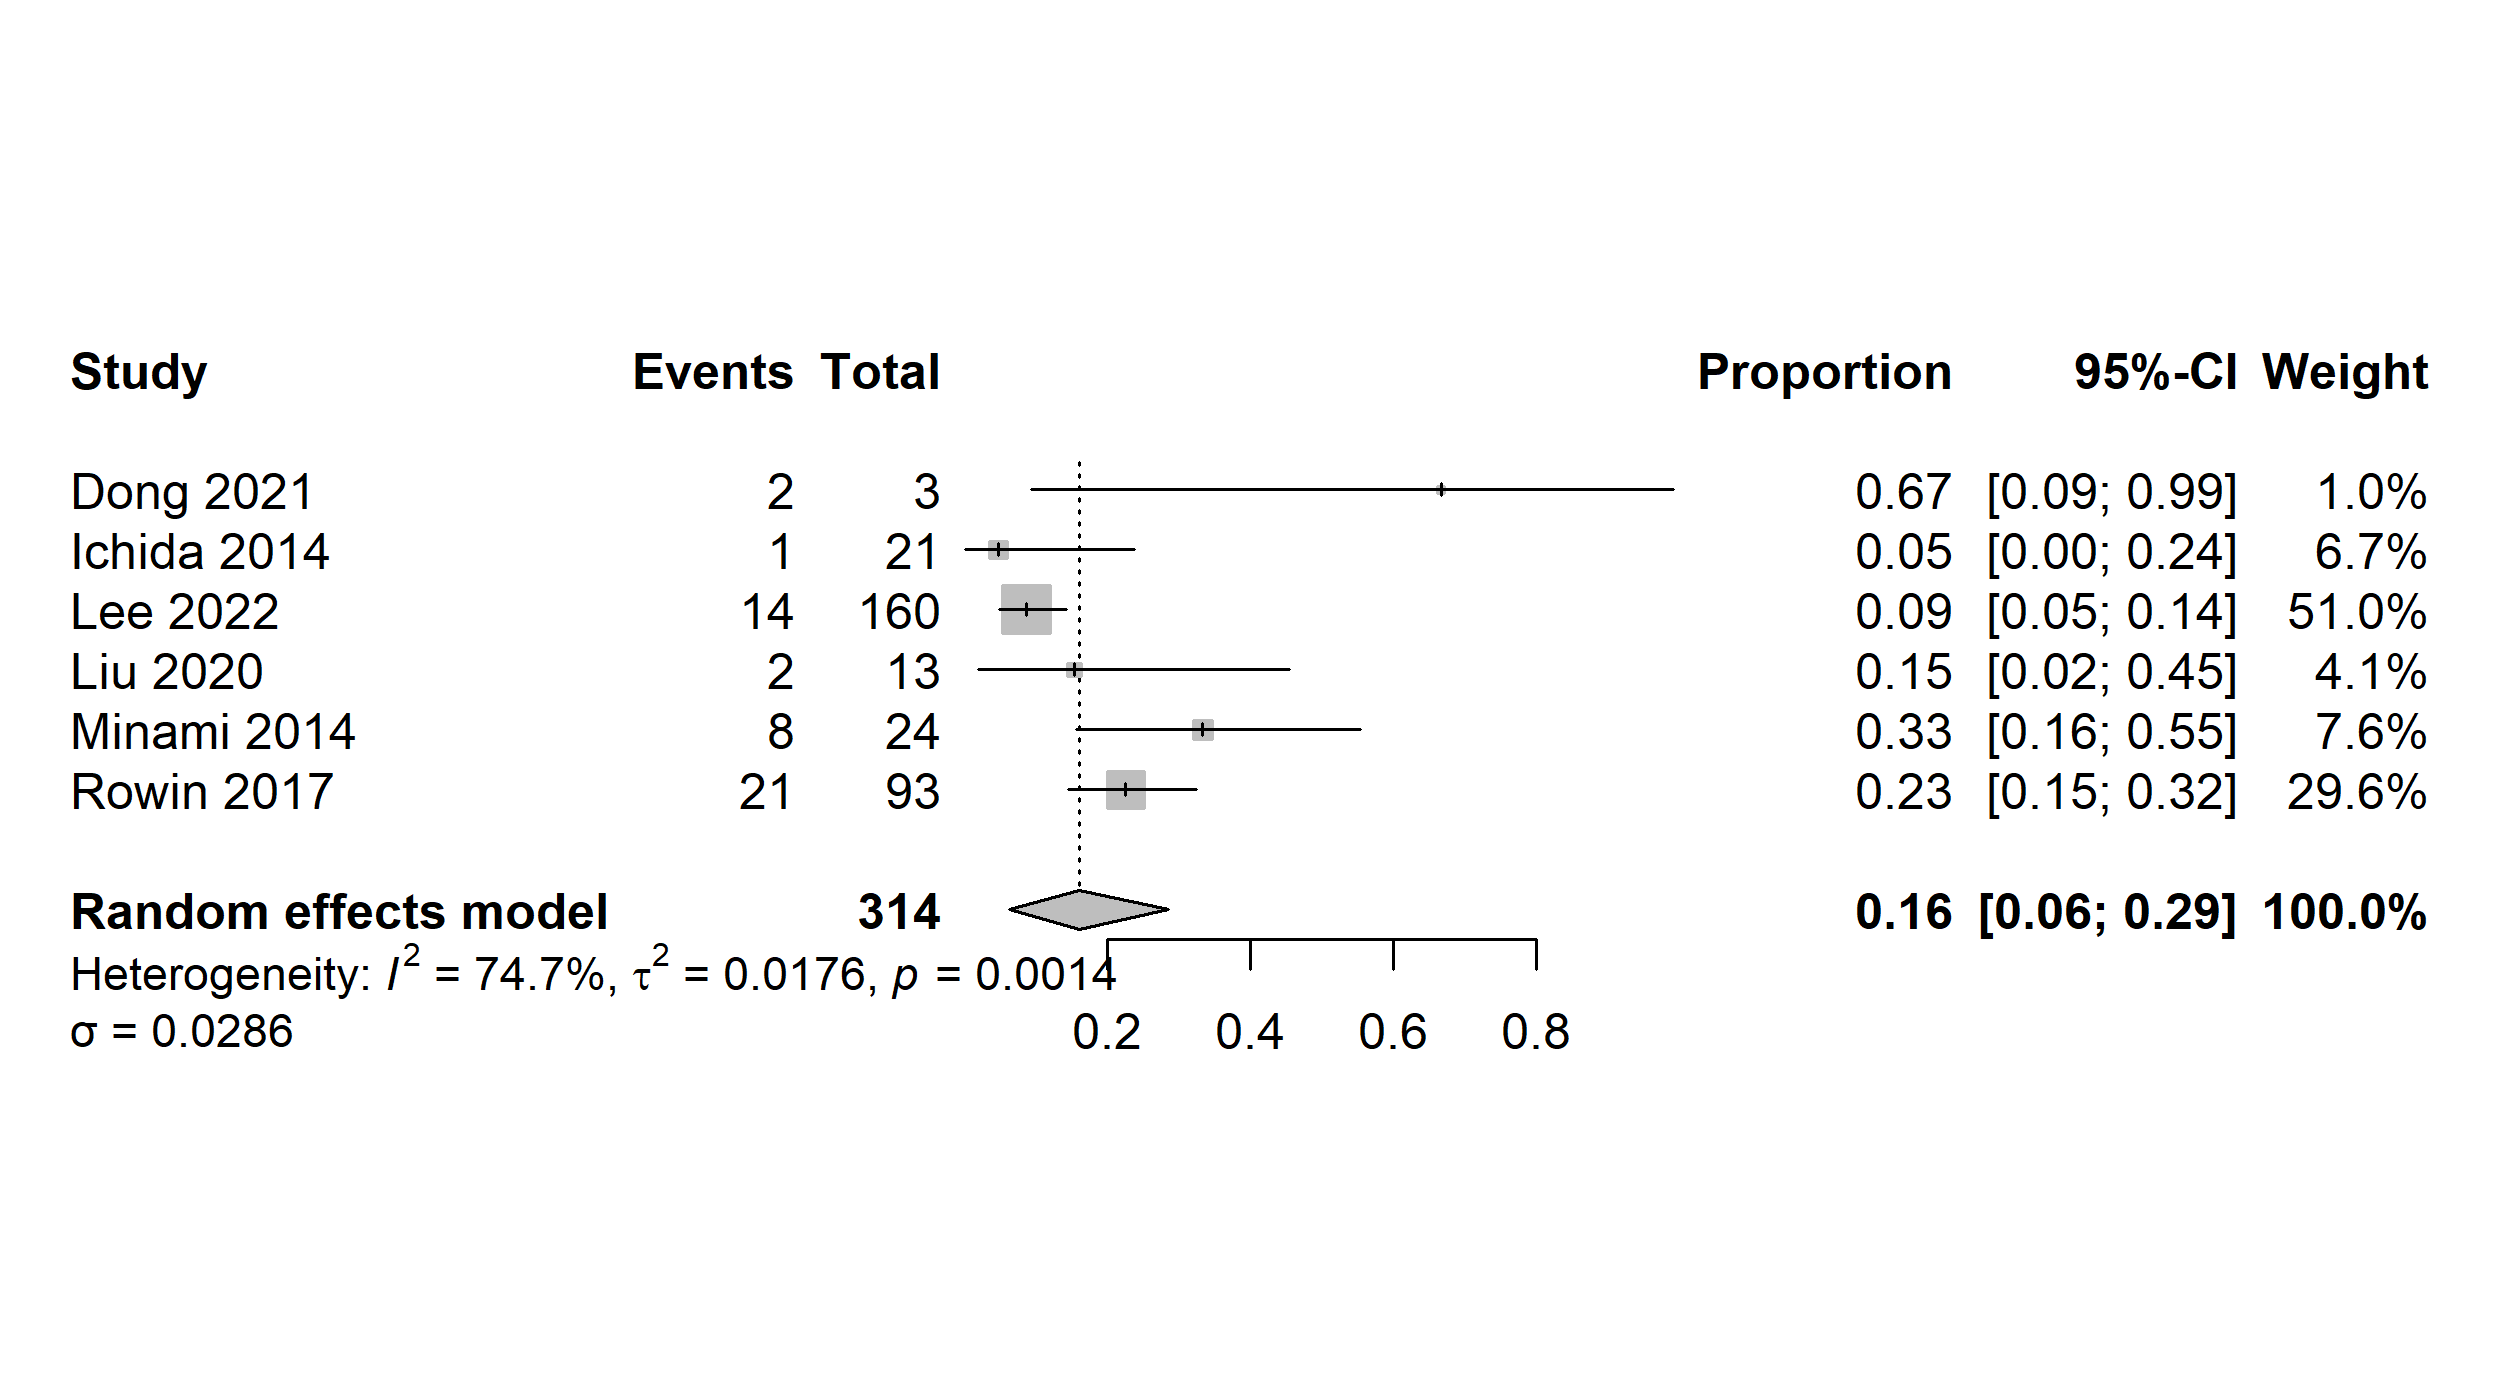 Study Events Total Proportion 95%-CI Weight
Dong 2021 2 3 0.67 [0.09; 0.99] 1.0%
Ichida 2014 1 21 0.05 [0.00; 0.24] 6.7%
Lee 2022 14 160 0.09 [0.05; 0.14] 51.0%
Liu 2020 2 13 0.15 [0.02; 0.45] 4.1%
Minami 2014 8 24 0.33 [0.16; 0.55] 7.6%
Rowin 2017 21 93 0.23 [0.15; 0.32] 29.6%
Random effects model 314 0.16 [0.06; 0.29] 100.0%
Heterogeneity: I² = 74.7%, τ² = 0.0176, p = 0.0014
σ = 0.0286
0.2 0.4 0.6 0.8